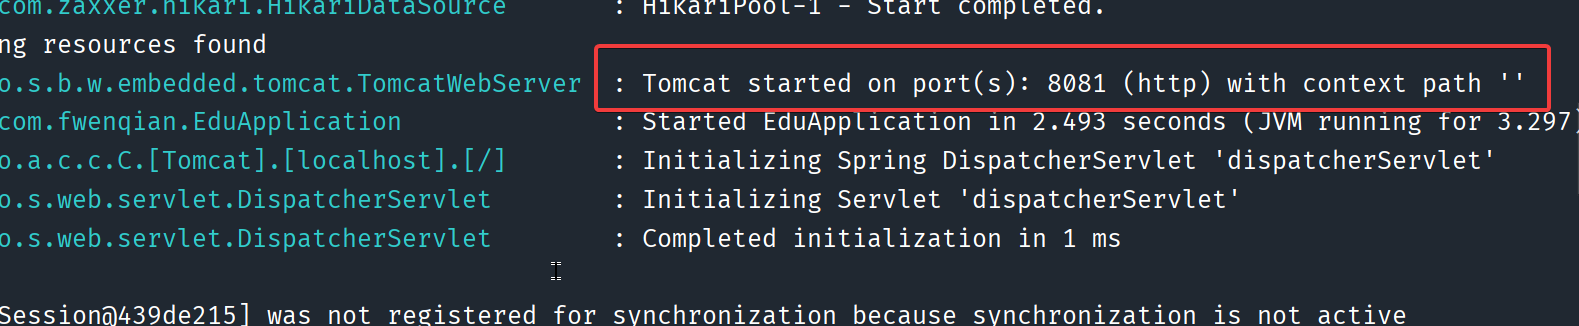 com.zaxxer.hikari.HikariDataSource : HikariPool-1 - Start completed.
ng resources found
o.s.b.w.embedded.tomcat.TomcatWebServer : Tomcat started on port(s): 8081 (http) with context path ''
com.fwenqian.EduApplication : Started EduApplication in 2.493 seconds (JVM running for 3.297)
o.a.c.c.C.[Tomcat].[localhost].[/] : Initializing Spring DispatcherServlet 'dispatcherServlet'
o.s.web.servlet.DispatcherServlet : Initializing Servlet 'dispatcherServlet'
o.s.web.servlet.DispatcherServlet : Completed initialization in 1 ms
Session@439de215] was not registered for synchronization because synchronization is not active